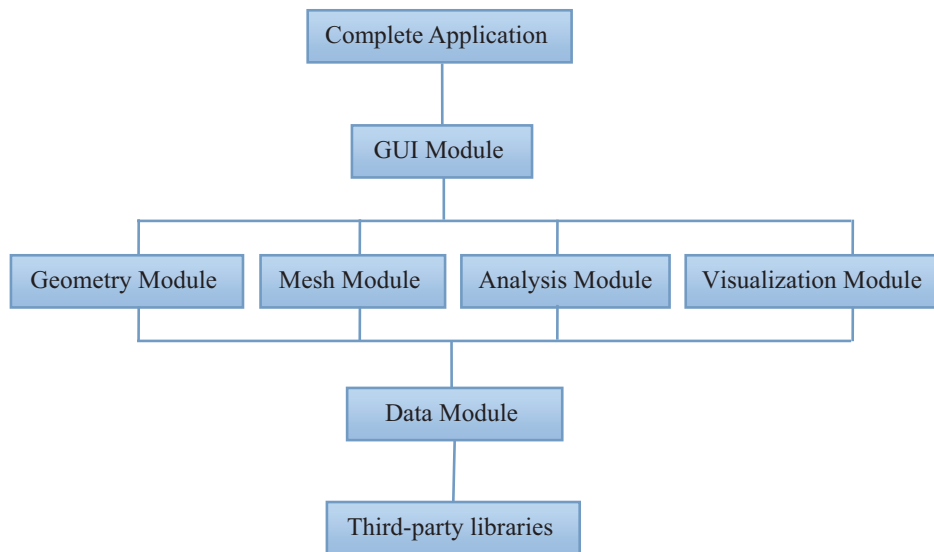 Complete Application
GUI Module
Geometry Module
Mesh Module
Analysis Module
Visualization Module
Data Module
Third-party libraries